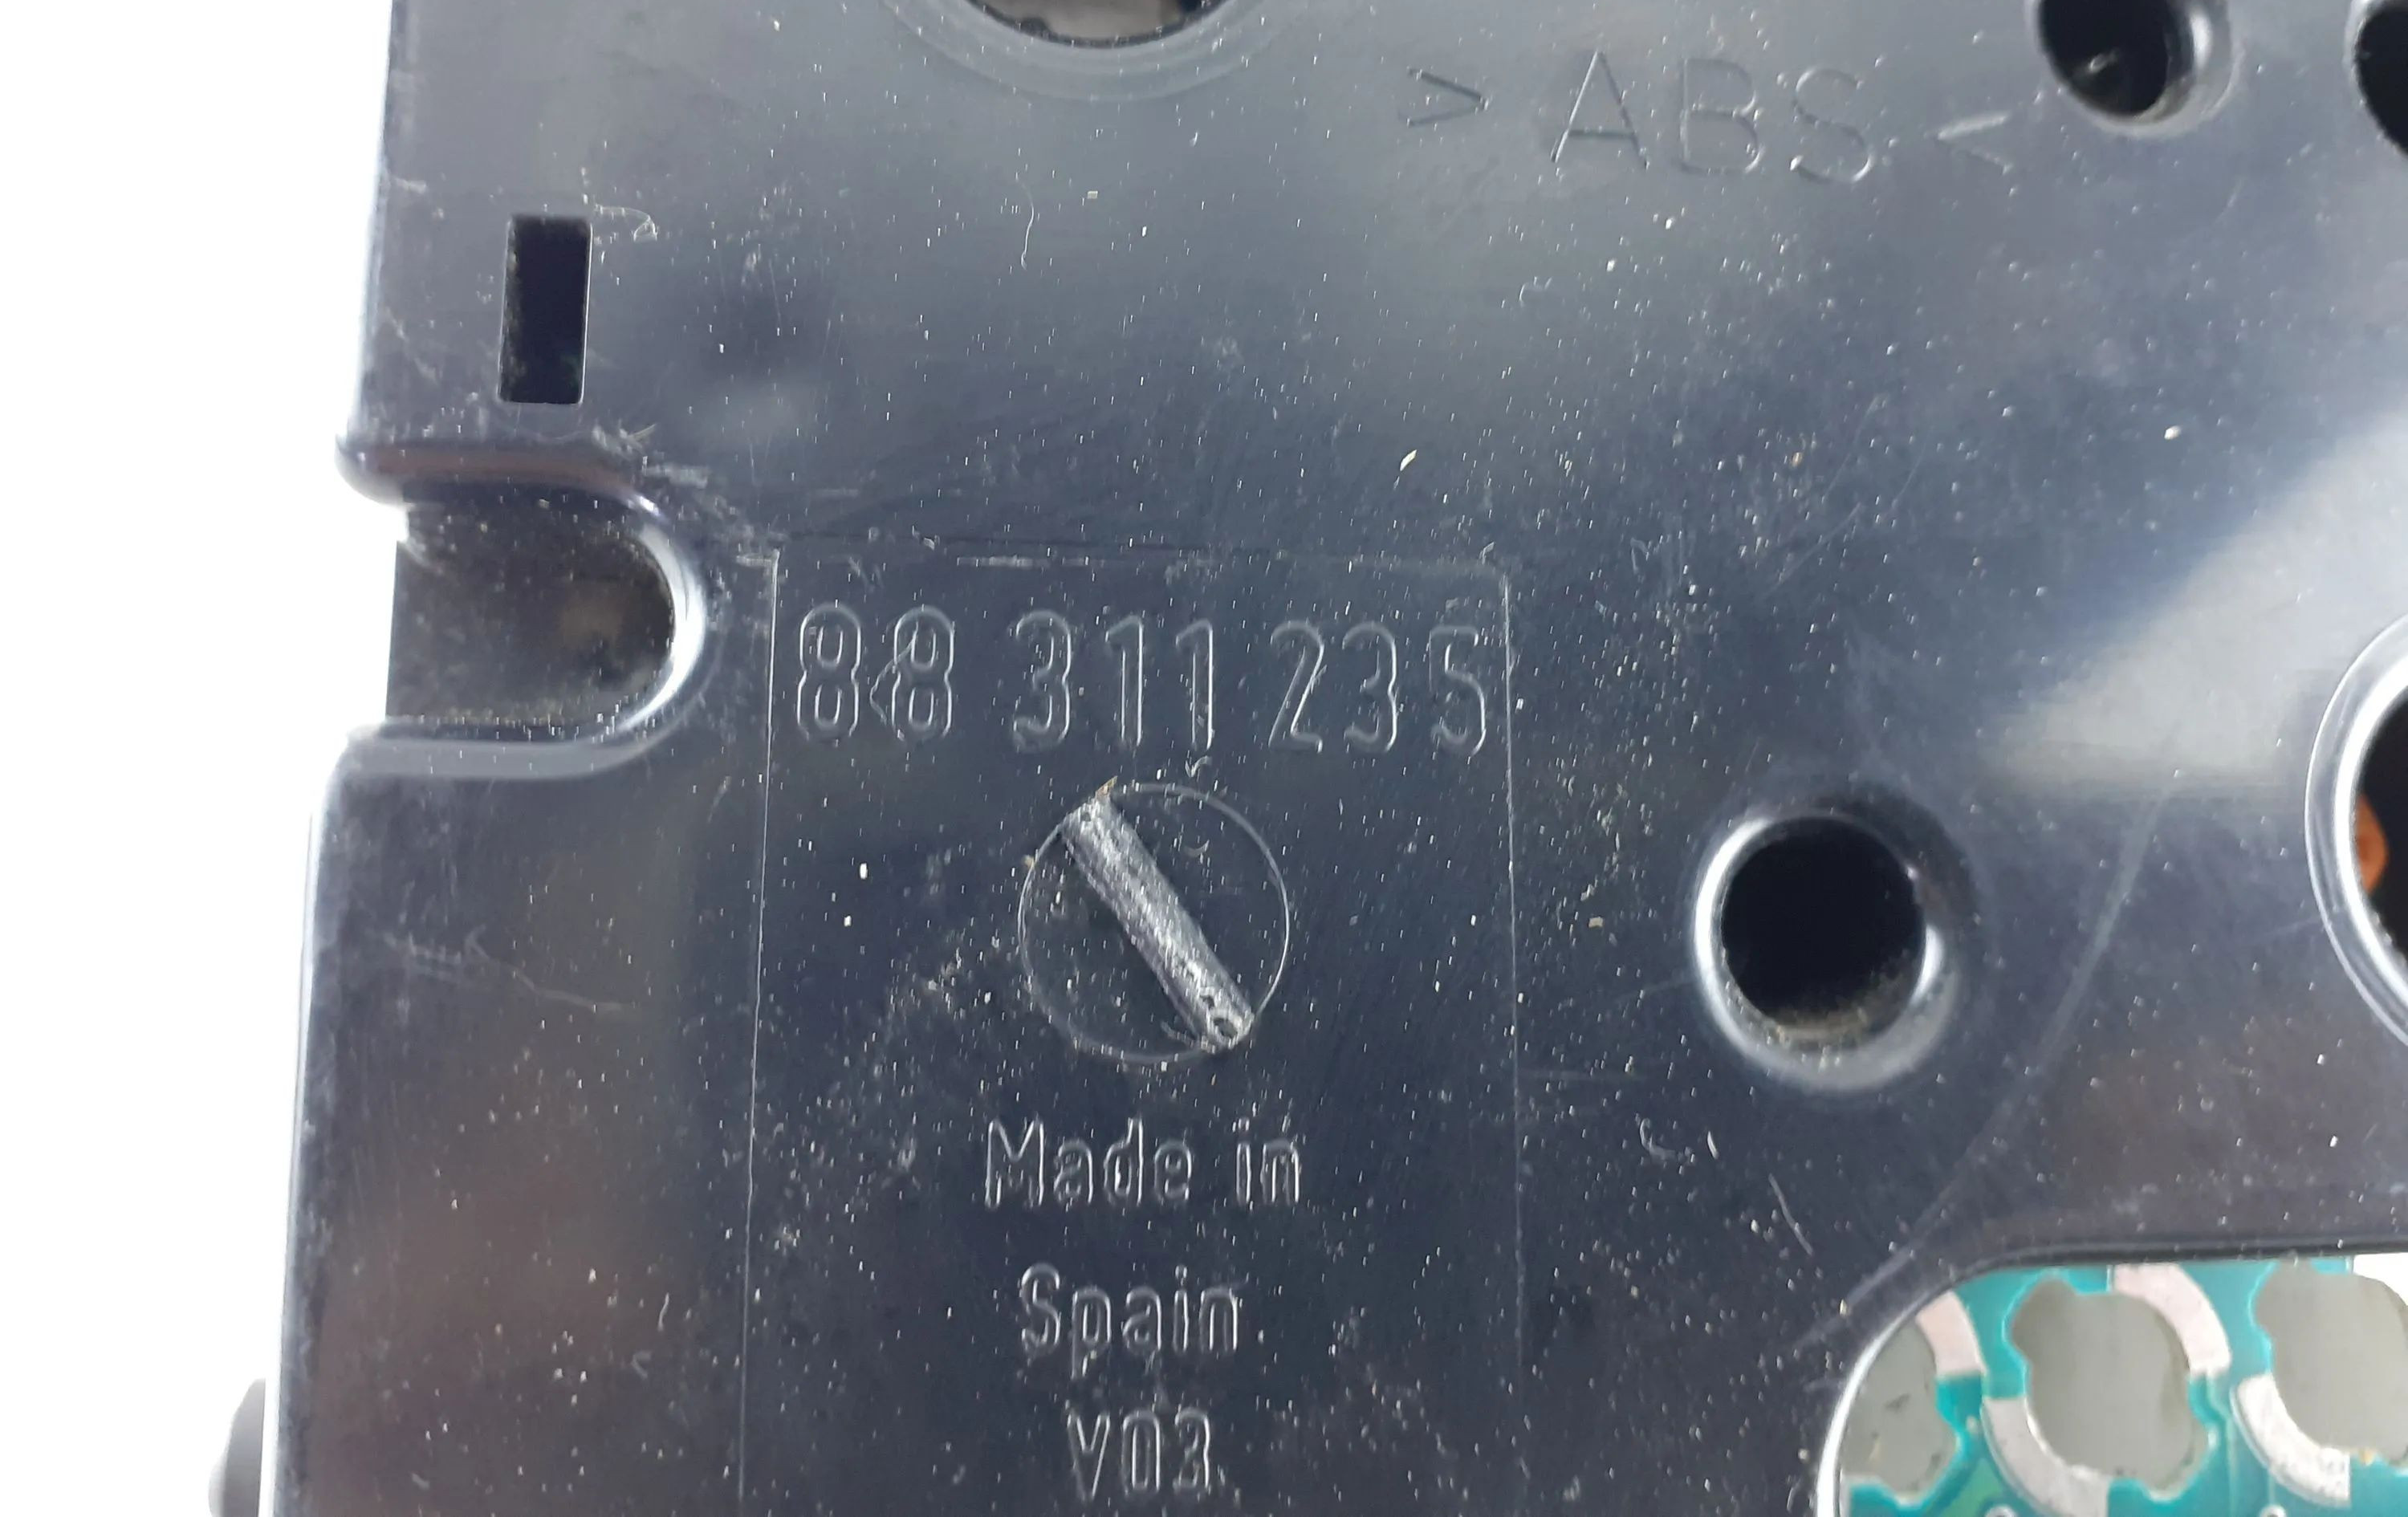 > ABS <
88 311 235
Made in
Spain
V03